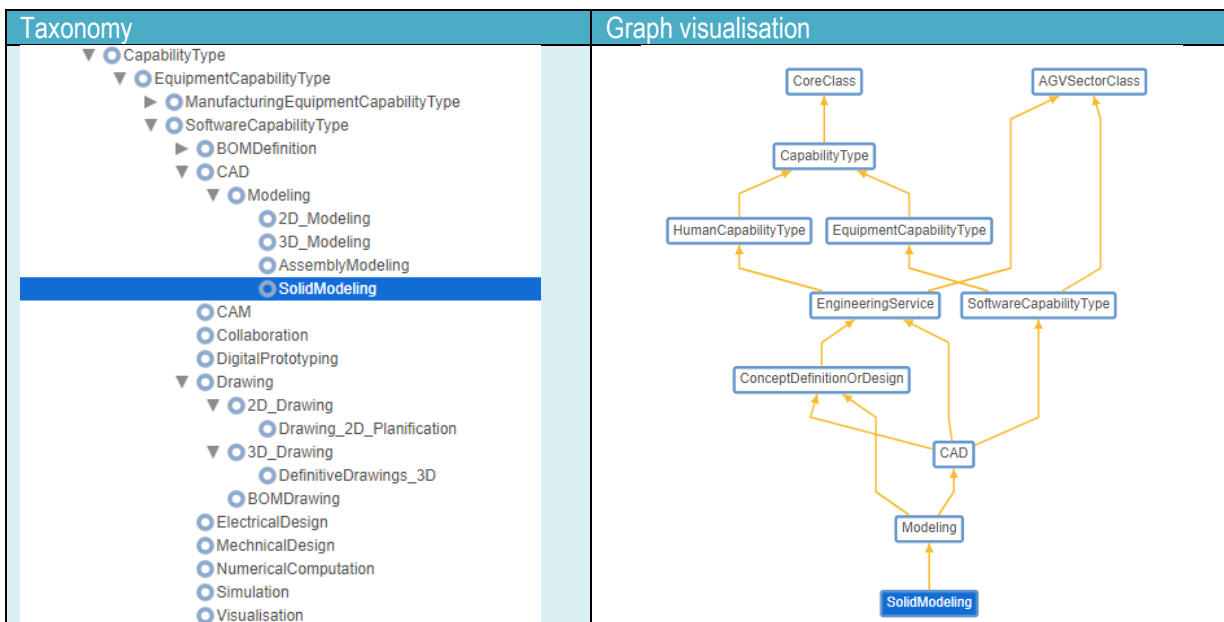 Taxonomy
CapabilityType
EquipmentCapabilityType
ManufacturingEquipmentCapabilityType
SoftwareCapabilityType
BOMDefinition
CAD
Modeling
2D_Modeling
3D_Modeling
AssemblyModeling
SolidModeling
CAM
Collaboration
DigitalPrototyping
Drawing
2D_Drawing
Drawing_2D_Planification
3D_Drawing
DefinitiveDrawings_3D
BOMDrawing
ElectricalDesign
MechnicalDesign
NumericalComputation
Simulation
Visualisation
Graph visualisation
CoreClass AGVSectorClass
CapabilityType
HumanCapabilityType EquipmentCapabilityType
EngineeringService SoftwareCapabilityType
ConceptDefinitionOrDesign
CAD
Modeling
SolidModeling